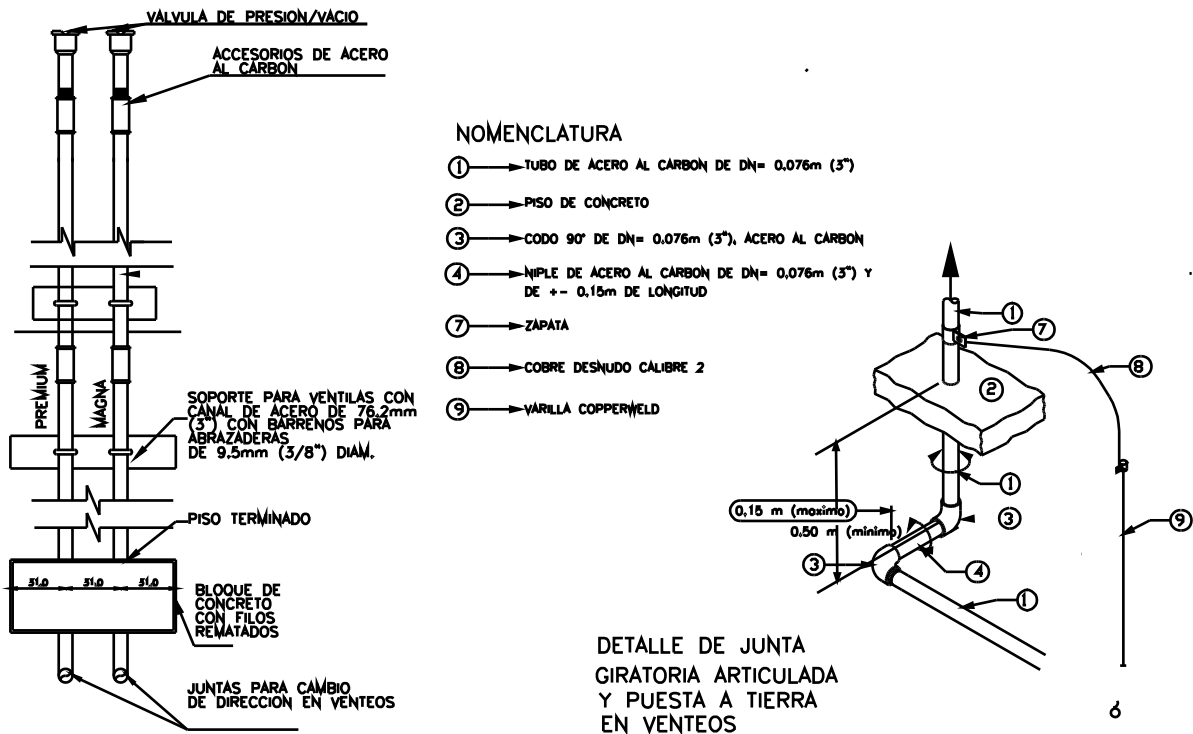 VALVULA DE PRESION/VACIO
ACCESORIOS DE ACERO
AL CARBON
PREMIUM
MAGNA
SOPORTE PARA VENTILAS CON
CANAL DE ACERO DE 76.2mm
(3") CON BARRENOS PARA
ABRAZADERAS
DE 9.5mm (3/8") DIAM.
PISO TERMINADO
31.0 31.0 31.0
BLOQUE DE
CONCRETO
CON FILOS
REMATADOS
JUNTAS PARA CAMBIO
DE DIRECCION EN VENTEOS
NOMENCLATURA
1 TUBO DE ACERO AL CARBON DE DN= 0.076m (3")
2 PISO DE CONCRETO
3 CODO 90° DE DN= 0.076m (3"), ACERO AL CARBON
4 NIPLE DE ACERO AL CARBON DE DN= 0.076m (3") Y
DE +- 0.15m DE LONGITUD
7 ZAPATA
8 COBRE DESNUDO CALIBRE 2
9 VARILLA COPPERWELD
1
7
8
2
1
0.15 m (maximo)
0.50 m (minimo)
3
9
3
4
1
DETALLE DE JUNTA
GIRATORIA ARTICULADA
Y PUESTA A TIERRA
EN VENTEOS
ó